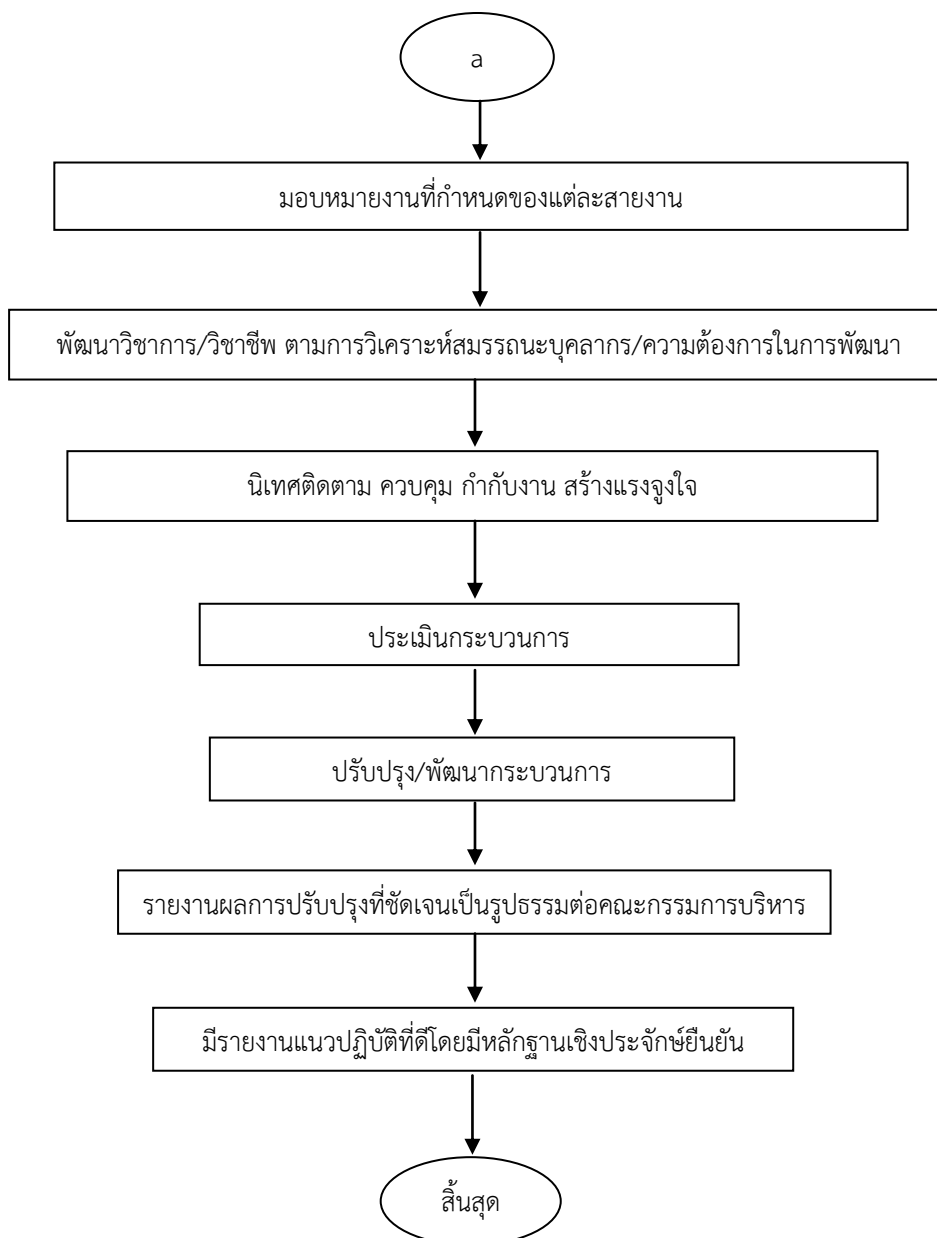 a
มอบหมายงานที่กำหนดของแต่ละสายงาน
พัฒนาวิชาการ/วิชาชีพ ตามการวิเคราะห์สมรรถนะบุคลากร/ความต้องการในการพัฒนา
นิเทศติดตาม ควบคุม กำกับงาน สร้างแรงจูงใจ
ประเมินกระบวนการ
ปรับปรุง/พัฒนากระบวนการ
รายงานผลการปรับปรุงที่ชัดเจนเป็นรูปธรรมต่อคณะกรรมการบริหาร
มีรายงานแนวปฏิบัติที่ดีโดยมีหลักฐานเชิงประจักษ์ยืนยัน
สิ้นสุด